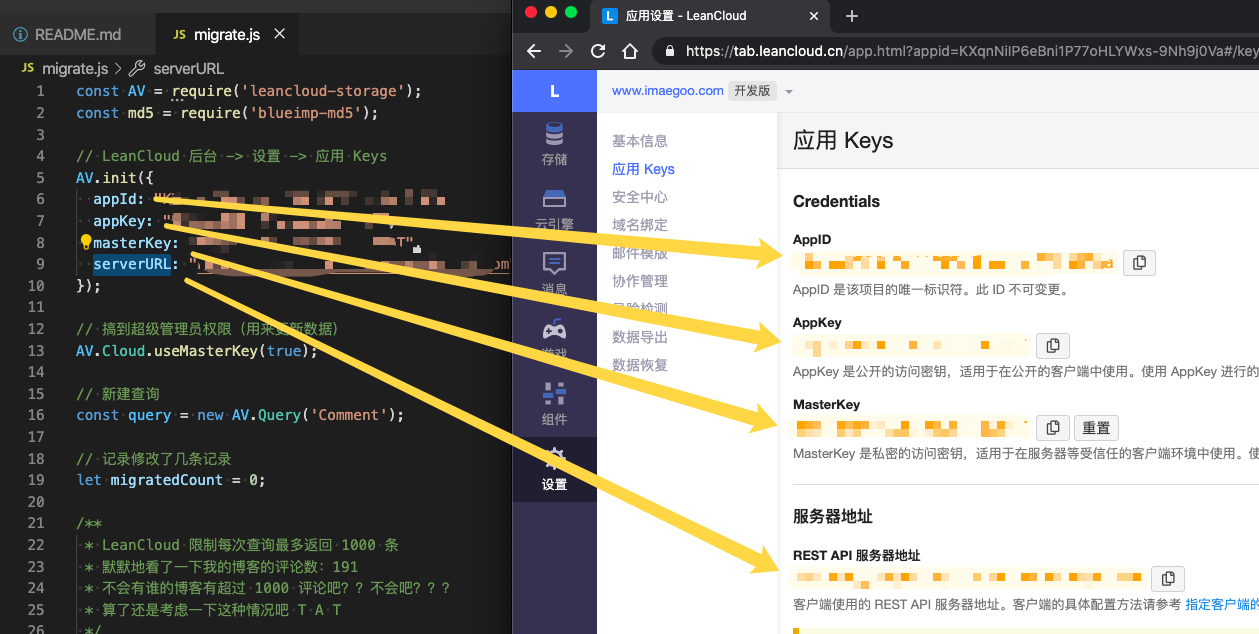 README.md
JS migrate.js ×
JS migrate.js > serverURL
1 const AV = require('leancloud-storage');
2 const md5 = require('blueimp-md5');
3
4 // LeanCloud 后台 -> 设置 -> 应用 Keys
5 AV.init({
6 appId: "
7 appKey: "
8 masterKey:
9 serverURL: "
10 });
11
12 // 搞到超级管理员权限（用来更新数据）
13 AV.Cloud.useMasterKey(true);
14
15 // 新建查询
16 const query = new AV.Query('Comment');
17
18 // 记录修改了几条记录
19 let migratedCount = 0;
20
21 /**
22 * LeanCloud 限制每次查询最多返回 1000 条
23 * 默默地看了一下我的博客的评论数：191
24 * 不会有谁的博客有超过 1000 评论吧？？不会吧？？？
25 * 算了还是考虑一下这种情况吧 T A T
26 */
L 应用设置 - LeanCloud × +
https://tab.leancloud.cn/app.html?appid=KXqnNiIP6eBni1P77oHLYWxs-9Nh9j0Va#/key
L
www.imaegoo.com 开发版
存储
云引擎
消息
游戏
组件
设置
基本信息
应用 Keys
安全中心
域名绑定
邮件模版
协作管理
风险检测
数据导出
数据恢复
应用 Keys
Credentials
AppID
AppID 是该项目的唯一标识符。此 ID 不可变更。
AppKey
AppKey 是公开的访问密钥，适用于在公开的客户端中使用。使用 AppKey 进行的
MasterKey
重置
MasterKey 是私密的访问密钥，适用于在服务器等受信任的客户端环境中使用。使
服务器地址
REST API 服务器地址
客户端使用的 REST API 服务器地址。客户端的具体配置方法请参考 指定客户端的